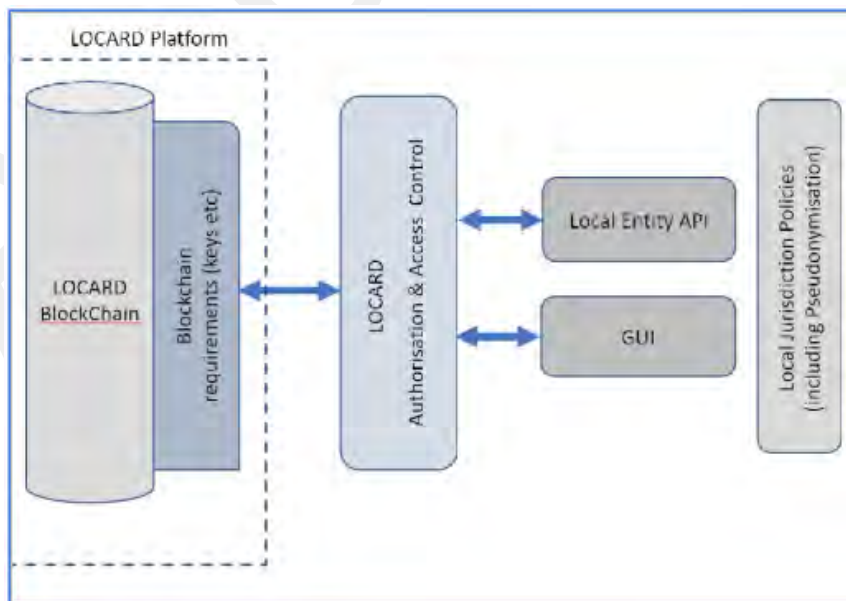 LOCARD Platform
LOCARD
BlockChain
Blockchain
requirements (keys etc)
LOCARD
Authorisation & Access Control
Local Entity API
GUI
Local Jurisdiction Policies
(including Pseudonymisation)